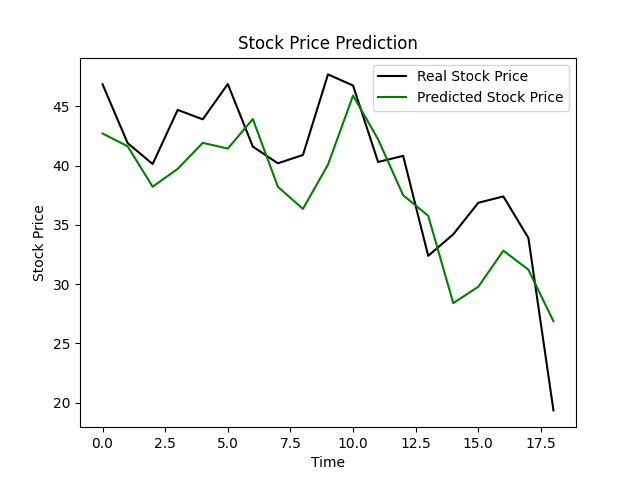 Stock Price Prediction
Real Stock Price
Predicted Stock Price
Stock Price
45
40
35
30
25
20
0.0 2.5 5.0 7.5 10.0 12.5 15.0 17.5
Time